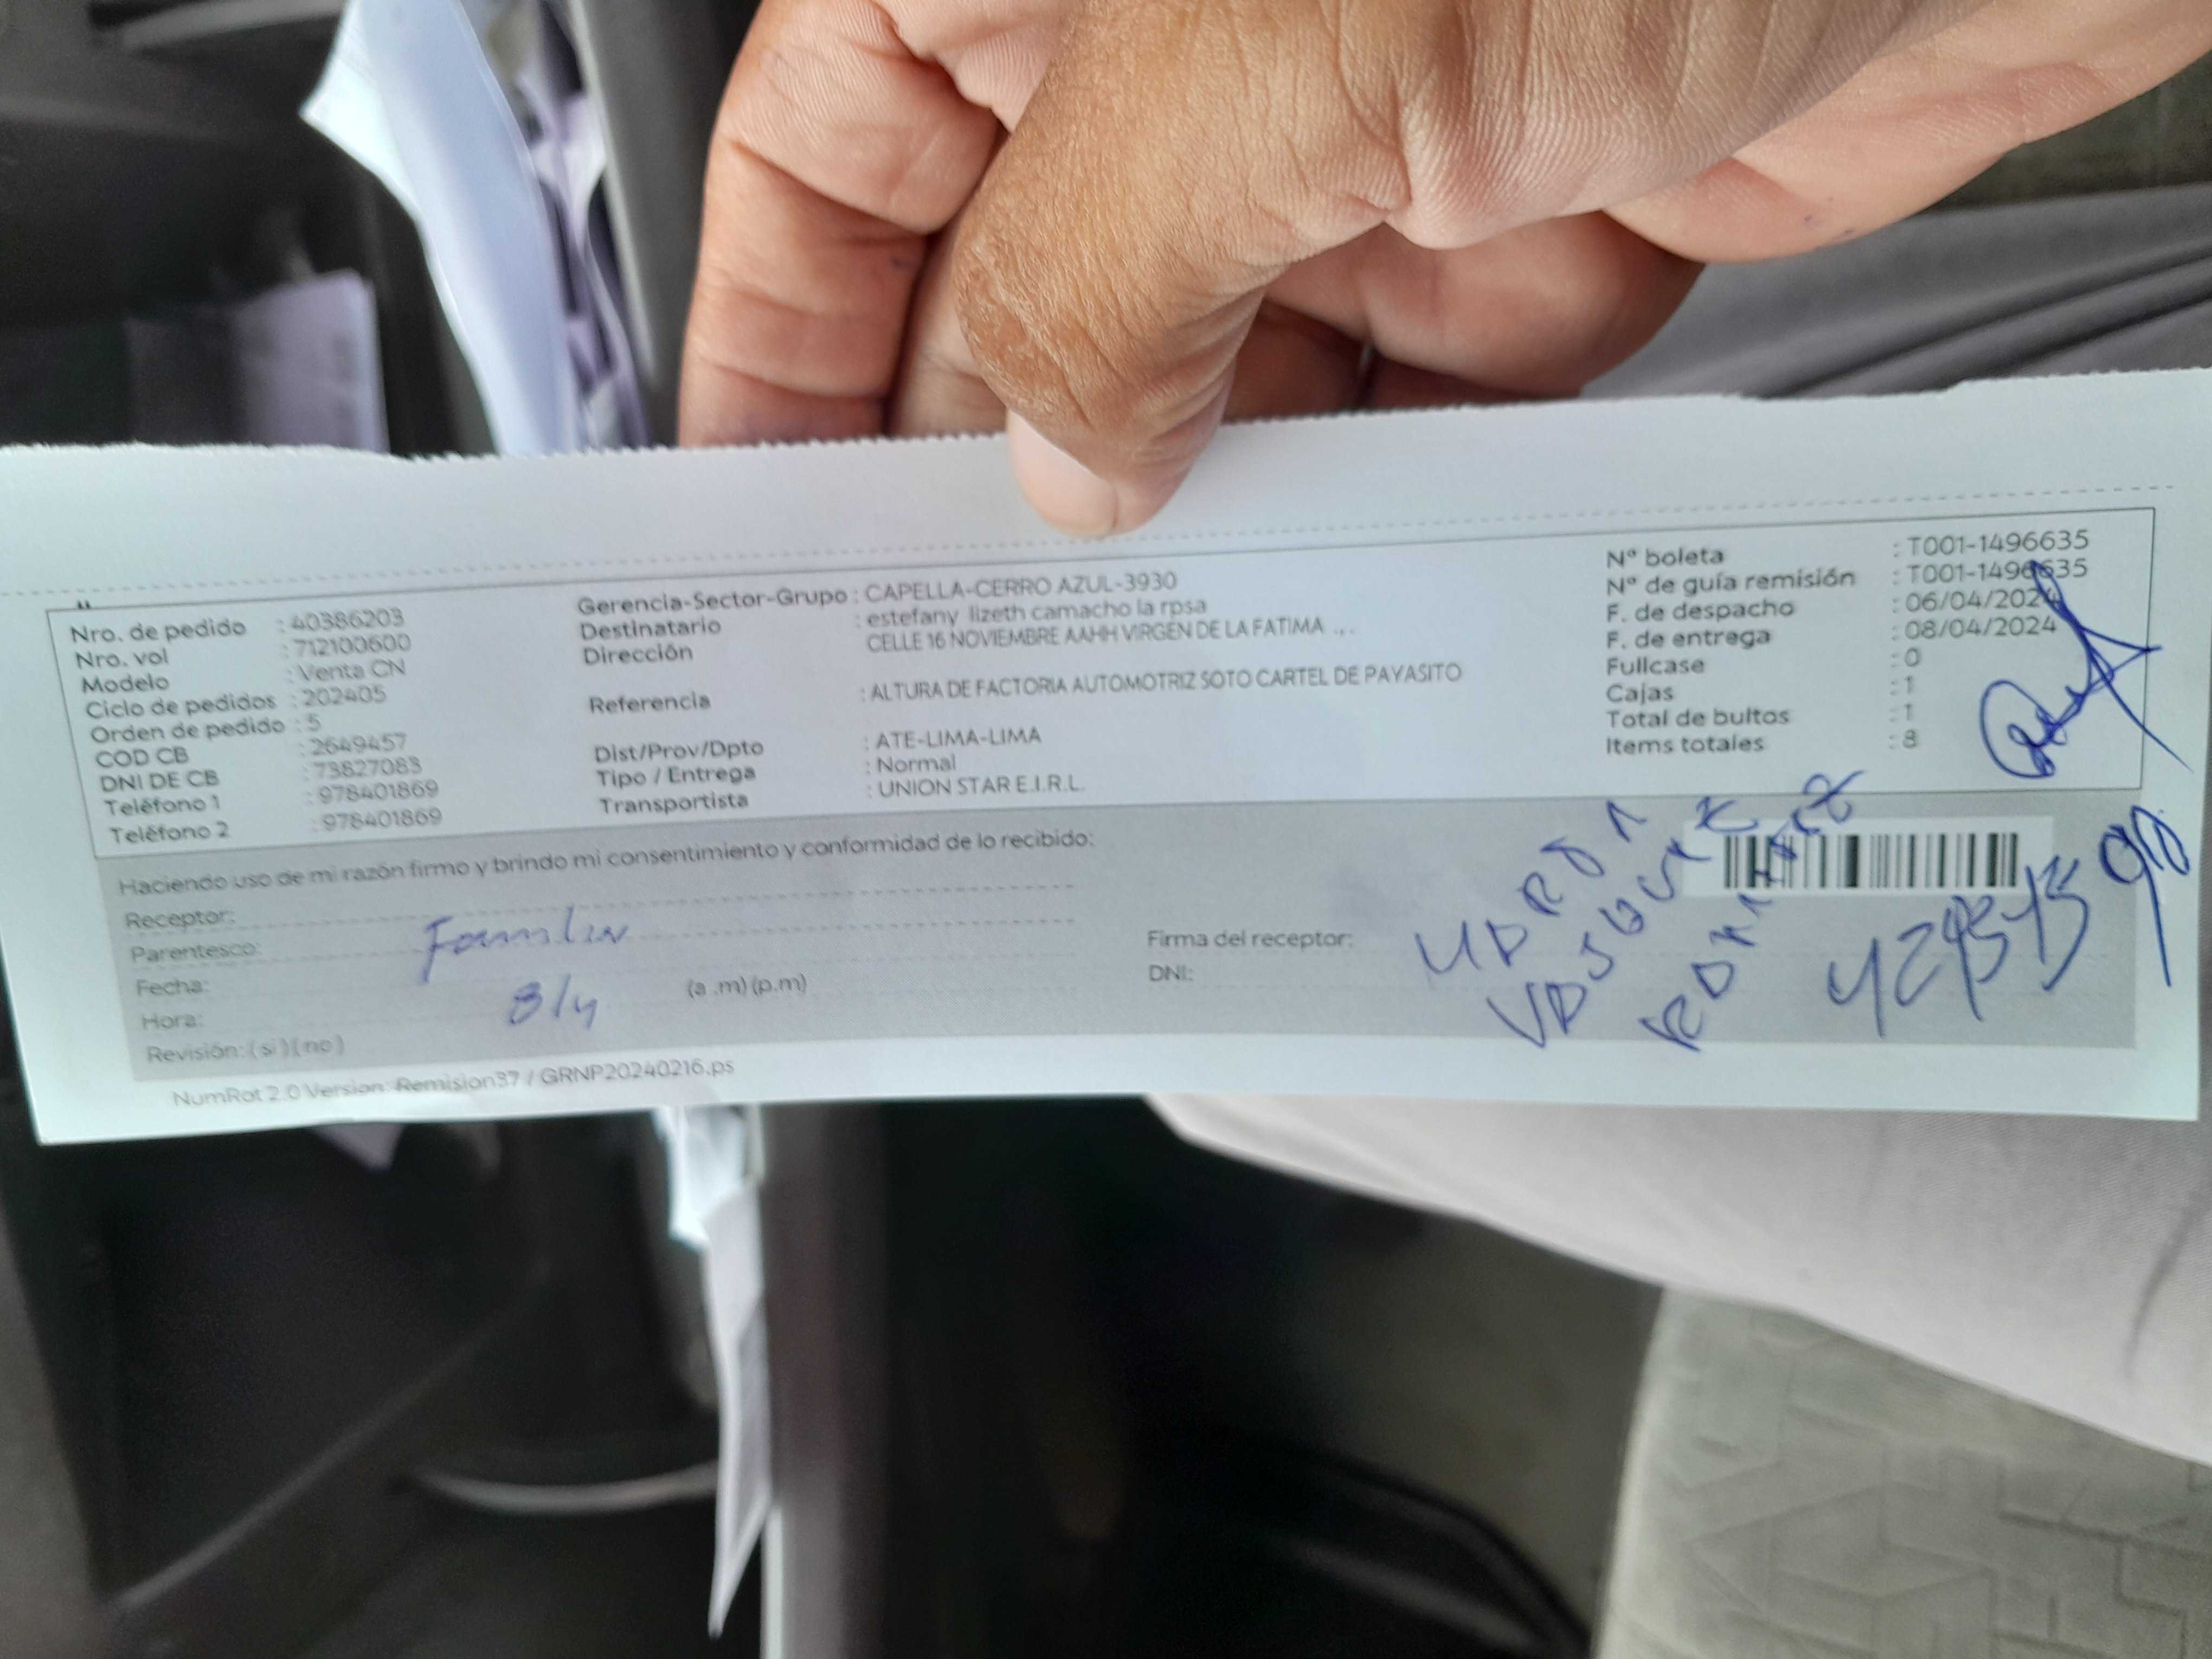 Nro. de pedido : 40386203
Nro. vol : 712100600
Modelo : Venta CN
Ciclo de pedidos : 202405
Orden de pedido : 5
COD CB : 2649457
DNI DE CB : 73827083
Teléfono 1 : 978401869
Teléfono 2 : 978401869
Gerencia-Sector-Grupo : CAPELLA-CERRO AZUL-3930
Destinatario : estefany lizeth camacho la rpsa
Dirección CELLE 16 NOVIEMBRE AAHH VIRGEN DE LA FATIMA .,.
Referencia : ALTURA DE FACTORIA AUTOMOTRIZ SOTO CARTEL DE PAYASITO
Dist/Prov/Dpto : ATE-LIMA-LIMA
Tipo / Entrega : Normal
Transportista : UNION STAR E.I.R.L.
Nº boleta : T001-1496635
Nº de guía remisión : T001-1496635
F. de despacho : 06/04/2024
F. de entrega : 08/04/2024
Fullcase : 0
Cajas : 1
Total de bultos : 1
Items totales : 8
Haciendo uso de mi razón firmo y brindo mi consentimiento y conformidad de lo recibido:
Receptor:
Parentesco:
Fecha: 8/4
Hora: (a .m) (p.m)
Revisión: ( si ) ( no )
Firma del receptor:
DNI:
NumRot 2.0 Version: Remision37 / GRNP20240216.ps